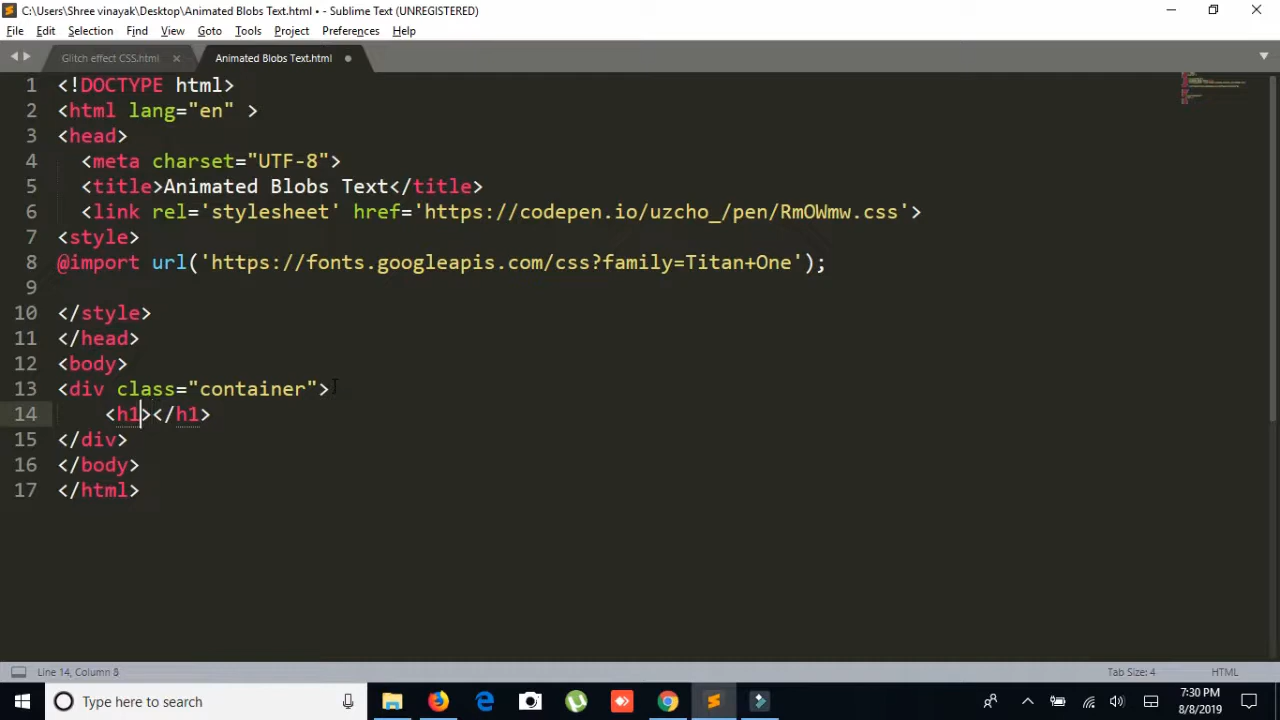 C:\Users\Shree vinayak\Desktop\Animated Blobs Text.html • - Sublime Text (UNREGISTERED)
File Edit Selection Find View Goto Tools Project Preferences Help
Glitch effect CSS.html Animated Blobs Text.html
1 <!DOCTYPE html>
2 <html lang="en" >
3 <head>
4 <meta charset="UTF-8">
5 <title>Animated Blobs Text</title>
6 <link rel='stylesheet' href='https://codepen.io/uzcho_/pen/RmOWmw.css'>
7 <style>
8 @import url('https://fonts.googleapis.com/css?family=Titan+One');
9
10 </style>
11 </head>
12 <body>
13 <div class="container">
14 <h1></h1>
15 </div>
16 </body>
17 </html>
Line 14, Column 8 Tab Size: 4 HTML
Type here to search
7:30 PM
8/8/2019